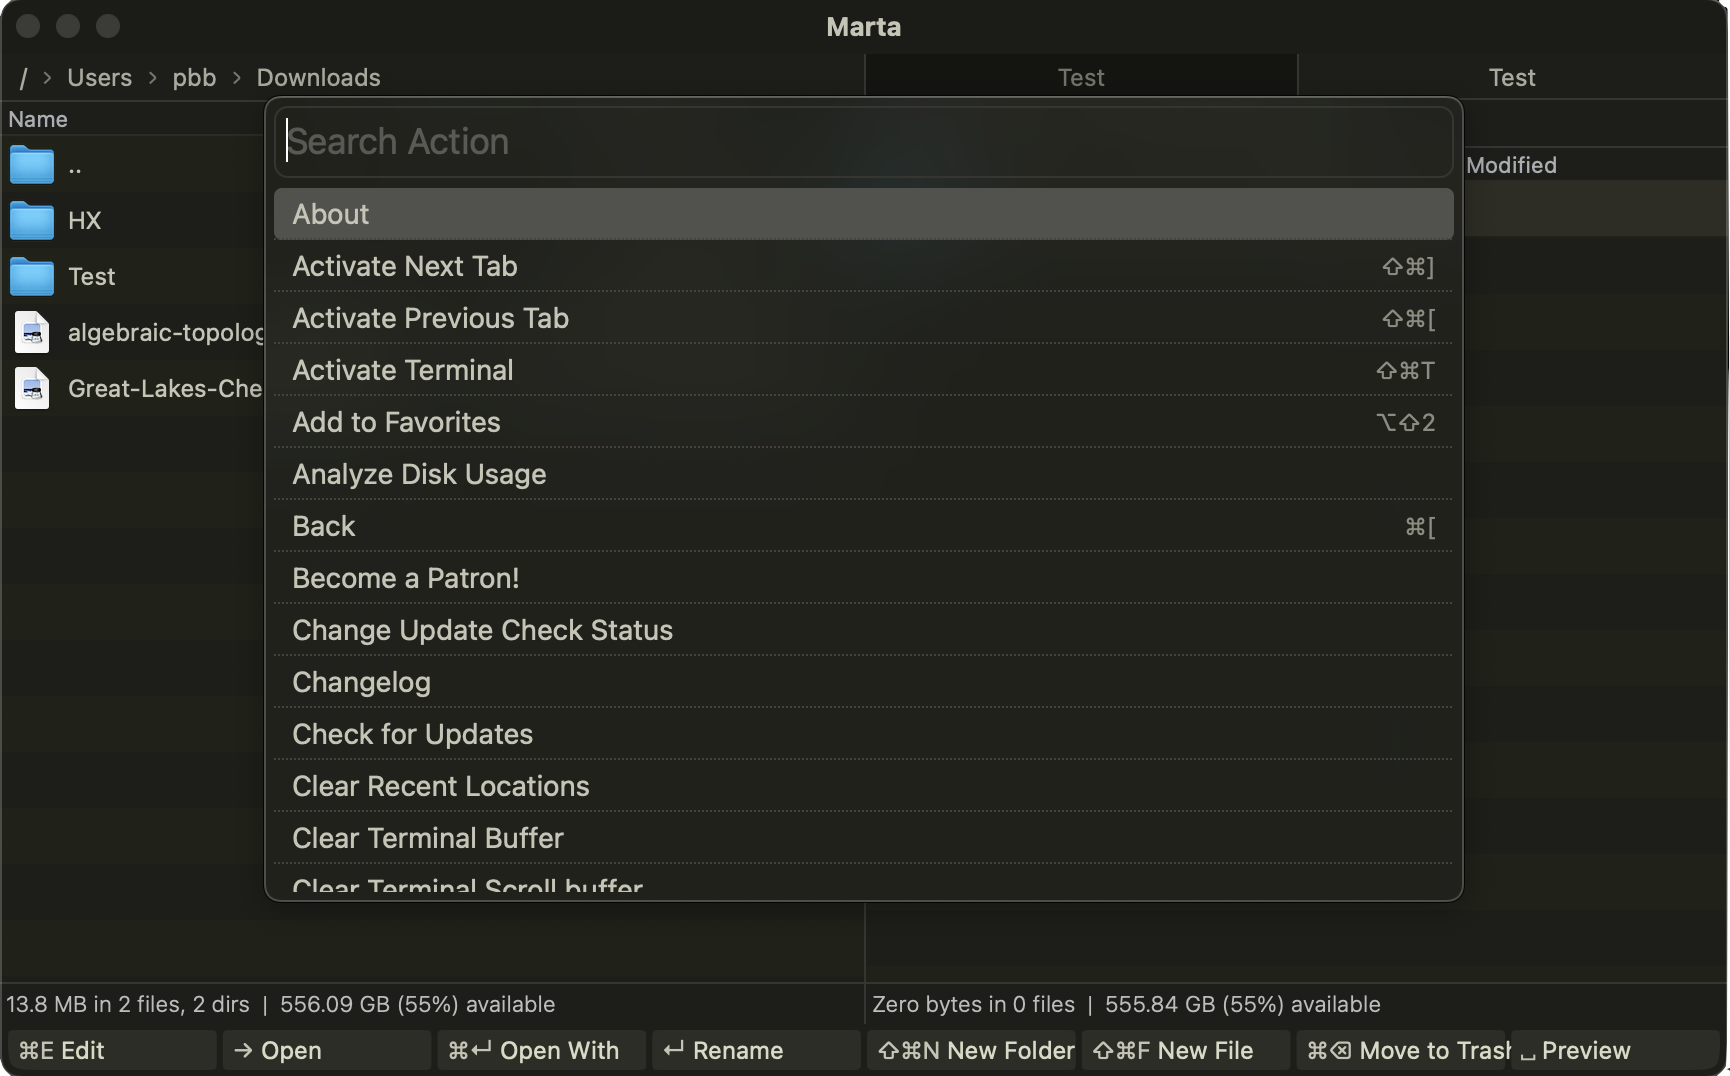 Marta
/ > Users > pbb > Downloads
Test
Test
Name
Modified
..
HX
Test
algebraic-topolog
Great-Lakes-Che
Search Action
About
Activate Next Tab ⇧⌘]
Activate Previous Tab ⇧⌘[
Activate Terminal ⇧⌘T
Add to Favorites ⌥⇧2
Analyze Disk Usage
Back ⌘[
Become a Patron!
Change Update Check Status
Changelog
Check for Updates
Clear Recent Locations
Clear Terminal Buffer
Clear Terminal Scroll buffer
13.8 MB in 2 files, 2 dirs | 556.09 GB (55%) available
Zero bytes in 0 files | 555.84 GB (55%) available
⌘E Edit → Open ⌘↩ Open With ↩ Rename ⇧⌘N New Folder ⇧⌘F New File ⌘⌫ Move to Trash ⎵ Preview